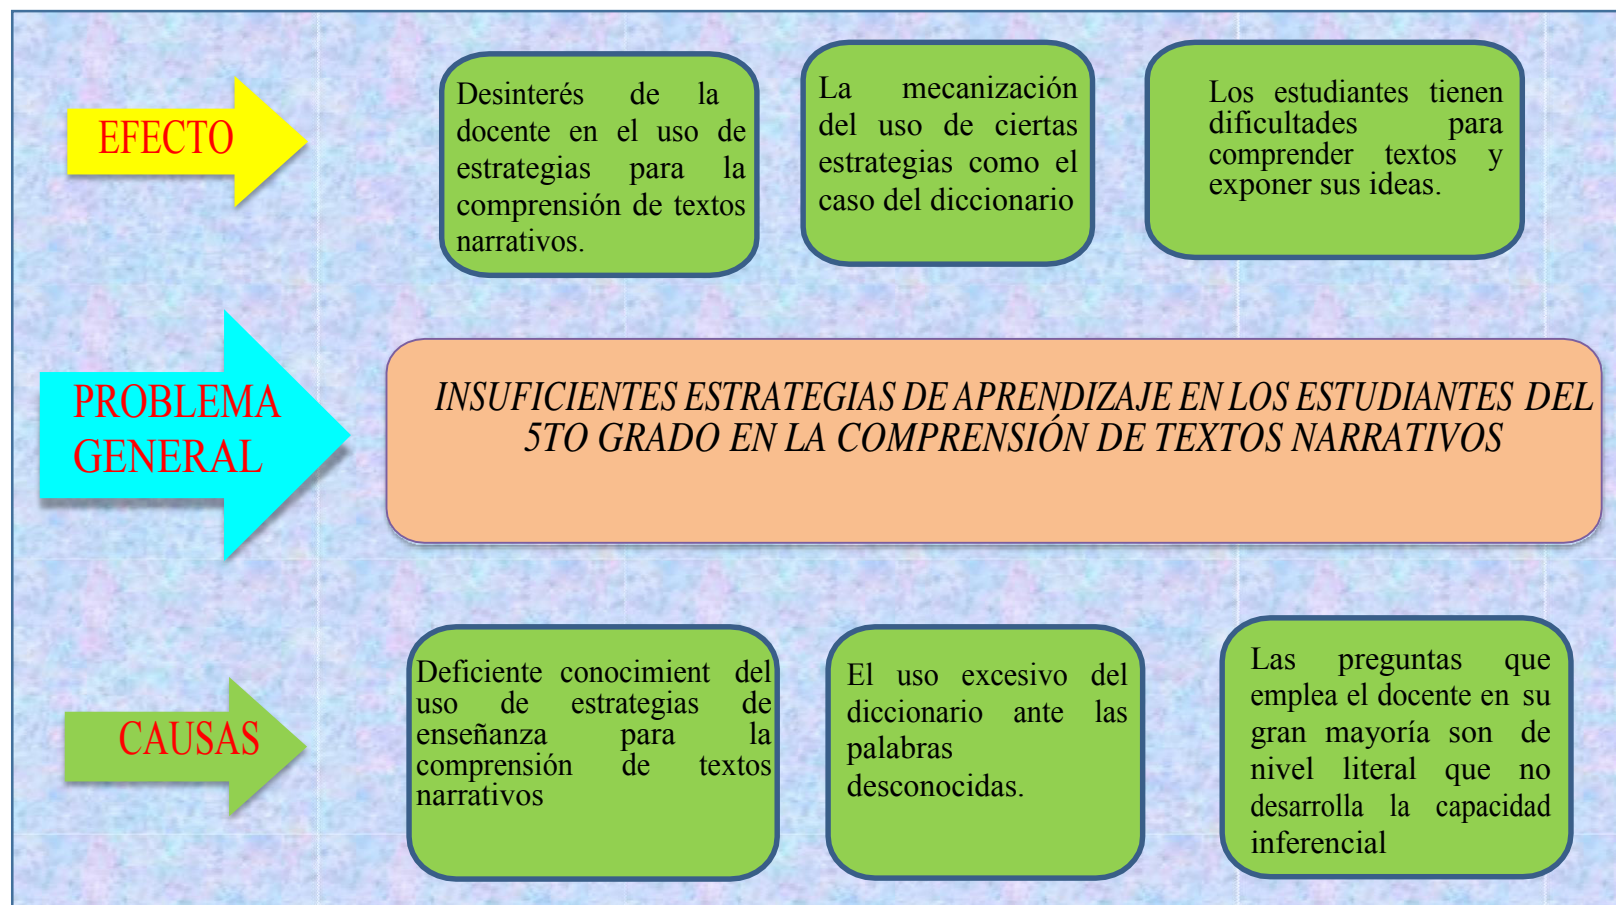 EFECTO
Desinterés de la
docente en el uso de
estrategias para la
comprensión de textos
narrativos.
La mecanización
del uso de ciertas
estrategias como el
caso del diccionario
Los estudiantes tienen
dificultades para
comprender textos y
exponer sus ideas.
PROBLEMA
GENERAL
INSUFICIENTES ESTRATEGIAS DE APRENDIZAJE EN LOS ESTUDIANTES DEL
5TO GRADO EN LA COMPRENSIÓN DE TEXTOS NARRATIVOS
CAUSAS
Deficiente conocimient del
uso de estrategias de
enseñanza para la
comprensión de textos
narrativos
El uso excesivo del
diccionario ante las
palabras
desconocidas.
Las preguntas que
emplea el docente en su
gran mayoría son de
nivel literal que no
desarrolla la capacidad
inferencial